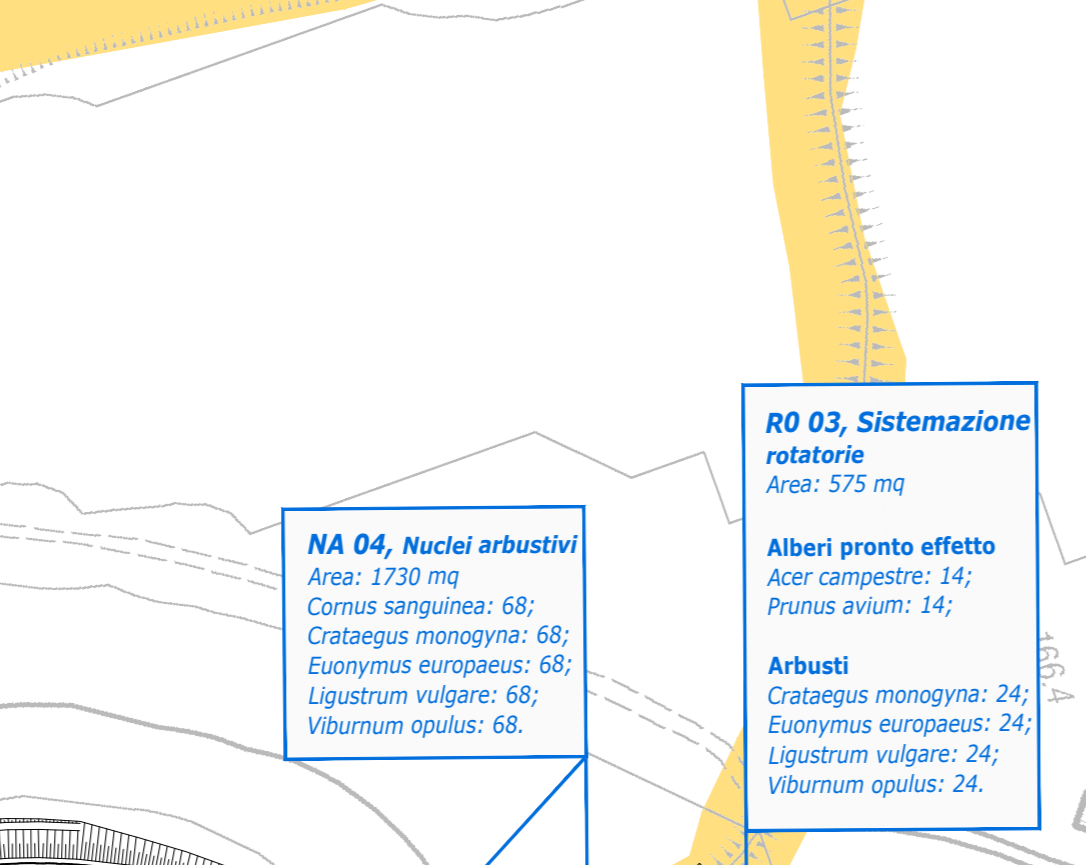 NA 04, Nuclei arbustivi
Area: 1730 mq
Cornus sanguinea: 68;
Crataegus monogyna: 68;
Euonymus europaeus: 68;
Ligustrum vulgare: 68;
Viburnum opulus: 68.
R0 03, Sistemazione
rotatorie
Area: 575 mq
Alberi pronto effetto
Acer campestre: 14;
Prunus avium: 14;
Arbusti
Crataegus monogyna: 24;
Euonymus europaeus: 24;
Ligustrum vulgare: 24;
Viburnum opulus: 24.
166.4